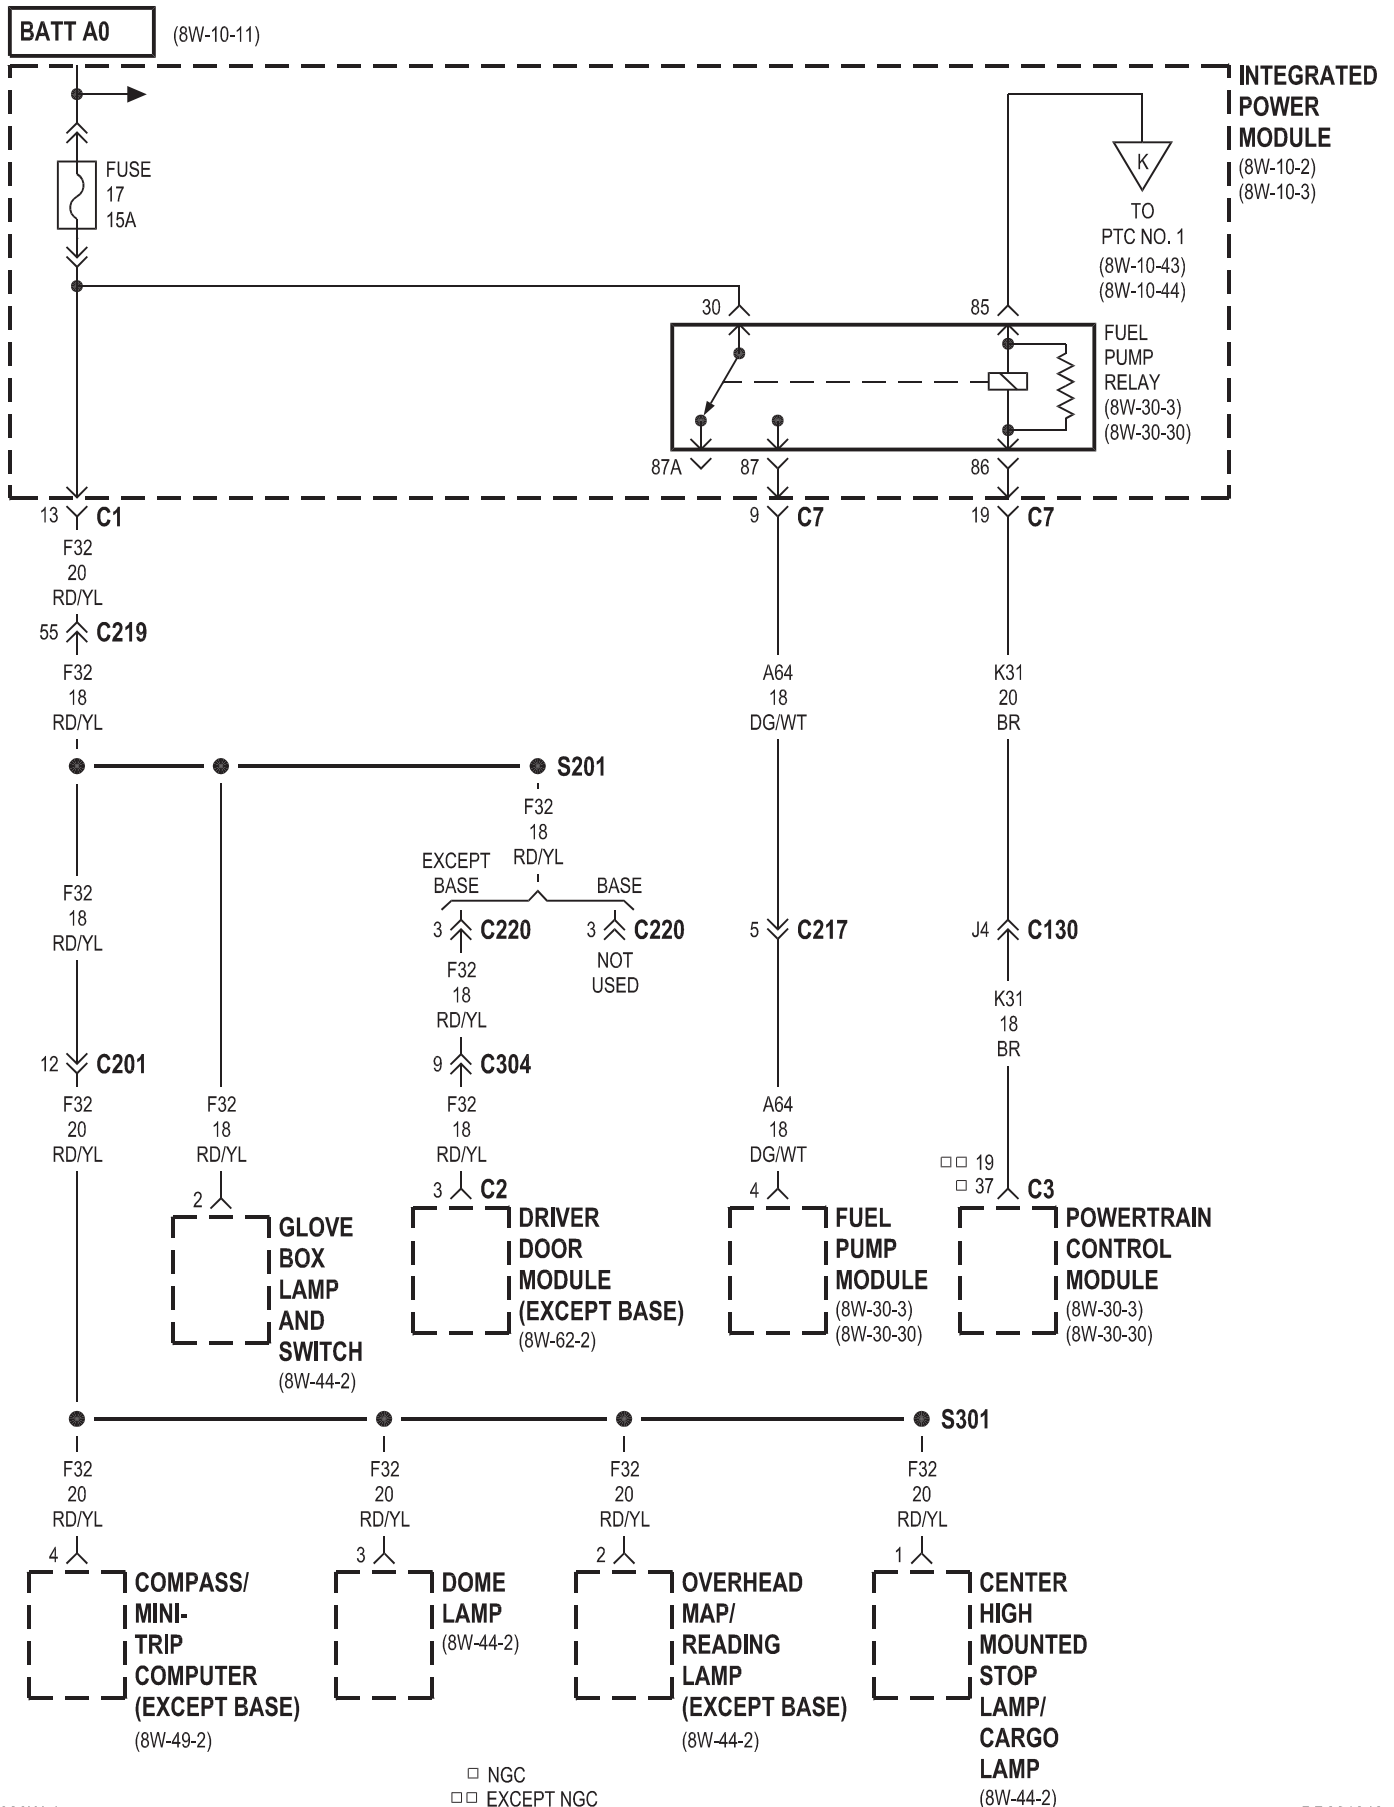 BATT A0 (8W-10-11)
INTEGRATED
POWER
MODULE
(8W-10-2)
(8W-10-3)
FUSE
17
15A
K
TO
PTC NO. 1
(8W-10-43)
(8W-10-44)
30
85
FUEL
PUMP
RELAY
(8W-30-3)
(8W-30-30)
87A 87 86
13 C1
9 C7
19 C7
F32
20
RD/YL
55 C219
F32
18
RD/YL
A64
18
DG/WT
K31
20
BR
S201
F32
18
RD/YL
EXCEPT
BASE
BASE
F32
18
RD/YL
3 C220
3 C220
NOT
USED
5 C217
J4 C130
F32
18
RD/YL
K31
18
BR
12 C201
9 C304
F32
20
RD/YL
F32
18
RD/YL
F32
18
RD/YL
A64
18
DG/WT
□□ 19
□ 37 C3
2
3 C2
4
GLOVE
BOX
LAMP
AND
SWITCH
(8W-44-2)
DRIVER
DOOR
MODULE
(EXCEPT BASE)
(8W-62-2)
FUEL
PUMP
MODULE
(8W-30-3)
(8W-30-30)
POWERTRAIN
CONTROL
MODULE
(8W-30-3)
(8W-30-30)
S301
F32
20
RD/YL
F32
20
RD/YL
F32
20
RD/YL
F32
20
RD/YL
4
3
2
1
COMPASS/
MINI-
TRIP
COMPUTER
(EXCEPT BASE)
(8W-49-2)
DOME
LAMP
(8W-44-2)
OVERHEAD
MAP/
READING
LAMP
(EXCEPT BASE)
(8W-44-2)
CENTER
HIGH
MOUNTED
STOP
LAMP/
CARGO
LAMP
(8W-44-2)
□ NGC
□□ EXCEPT NGC